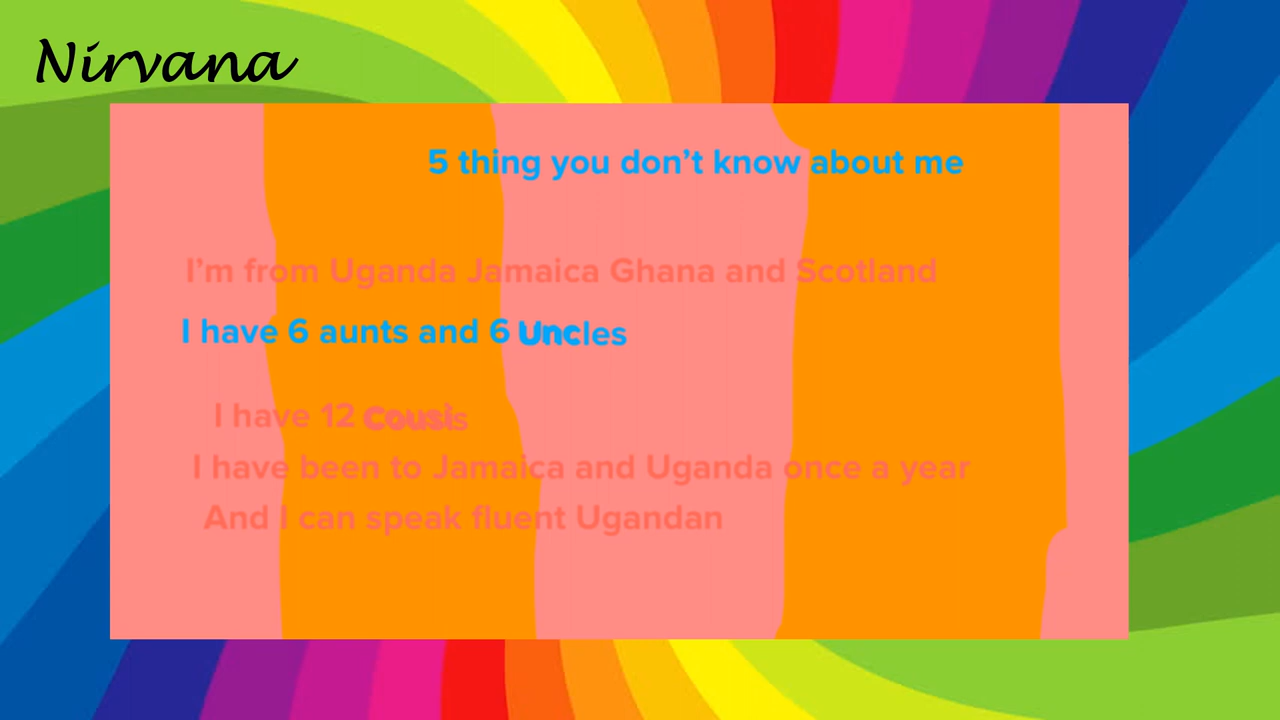 Nirvana
5 thing you don't know about me
I'm from Uganda Jamaica Ghana and Scotland
I have 6 aunts and 6 Uncles
I have 12 Cousis
I have been to Jamaica and Uganda once a year
And I can speak fluent Ugandan